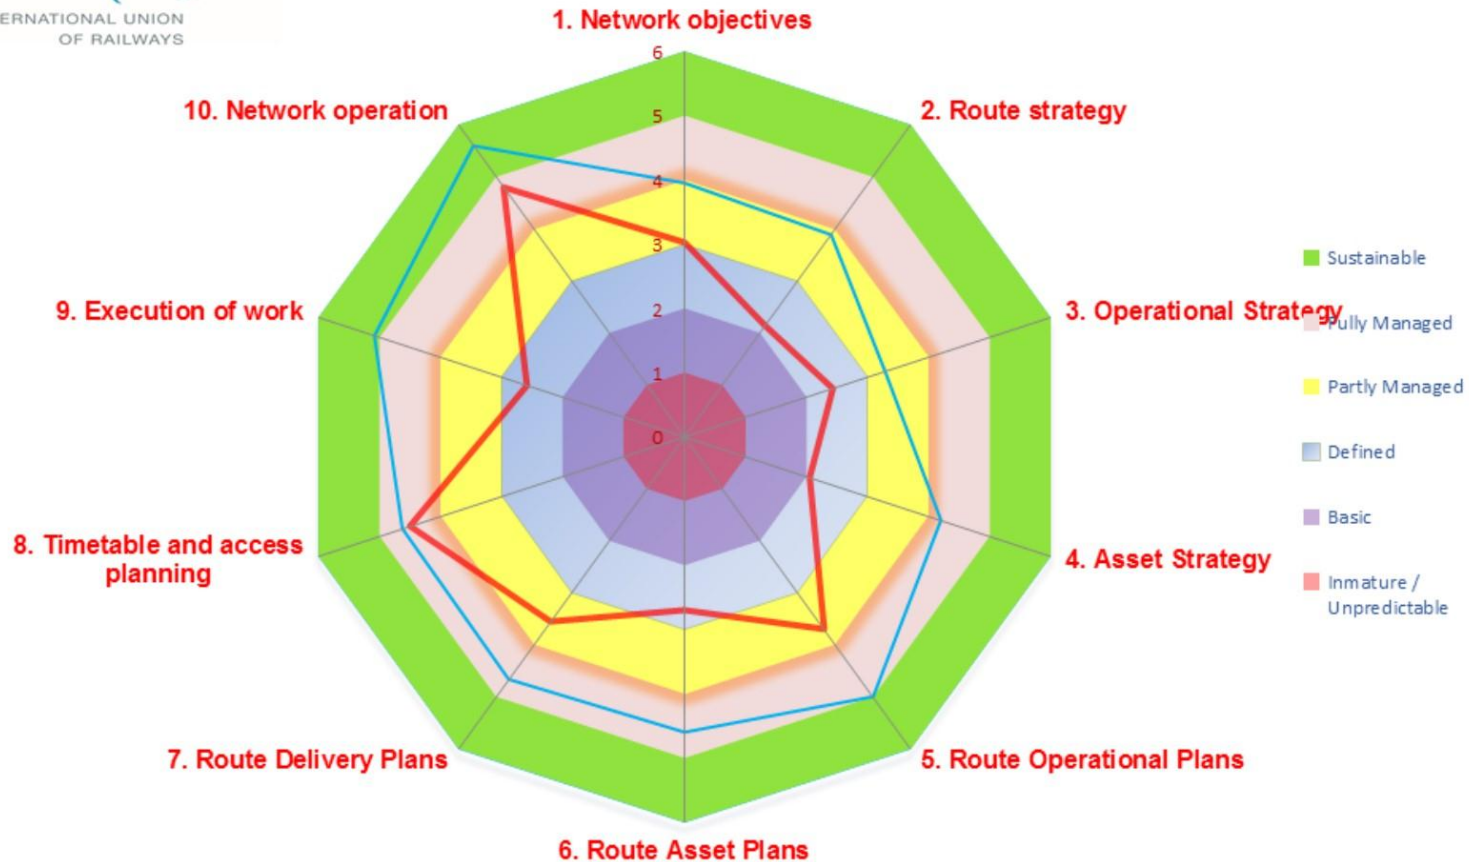 ERNATIONAL UNION
OF RAILWAYS
1. Network objectives
10. Network operation
2. Route strategy
9. Execution of work
3. Operational Strategy
8. Timetable and access
planning
4. Asset Strategy
7. Route Delivery Plans
5. Route Operational Plans
6. Route Asset Plans
6
5
4
3
2
1
0
Sustainable
Fully Managed
Partly Managed
Defined
Basic
Inmature /
Unpredictable